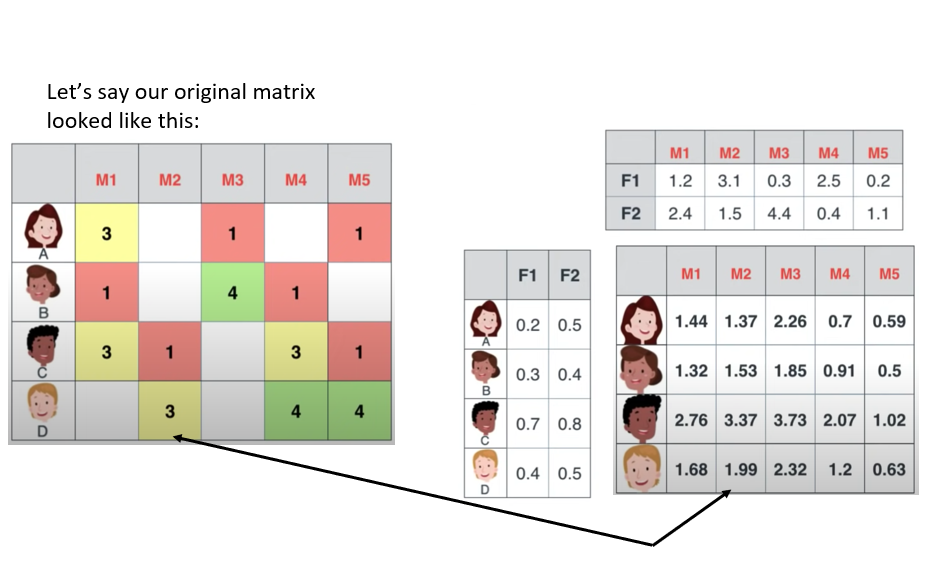 Let's say our original matrix
looked like this:
M1 M2 M3 M4 M5
A 3 1 1
B 1 4 1
C 3 1 3 1
D 3 4 4
M1 M2 M3 M4 M5
F1 1.2 3.1 0.3 2.5 0.2
F2 2.4 1.5 4.4 0.4 1.1
F1 F2
A 0.2 0.5
B 0.3 0.4
C 0.7 0.8
D 0.4 0.5
M1 M2 M3 M4 M5
1.44 1.37 2.26 0.7 0.59
1.32 1.53 1.85 0.91 0.5
2.76 3.37 3.73 2.07 1.02
1.68 1.99 2.32 1.2 0.63